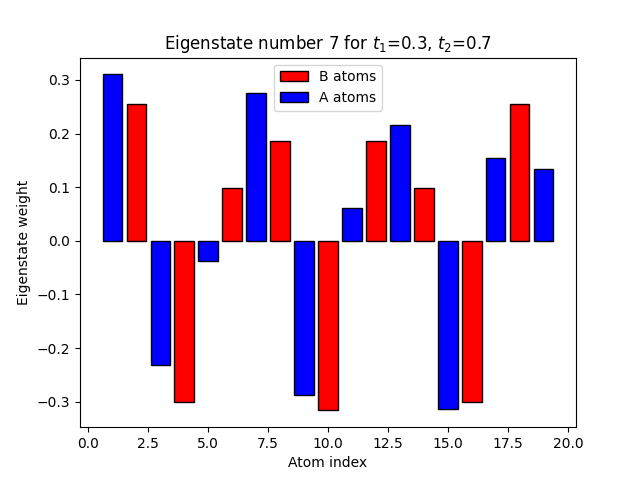 Eigenstate number 7 for $t_1$=0.3, $t_2$=0.7
B atoms
A atoms
Eigenstate weight
0.3
0.2
0.1
0.0
−0.1
−0.2
−0.3
0.0 2.5 5.0 7.5 10.0 12.5 15.0 17.5 20.0
Atom index